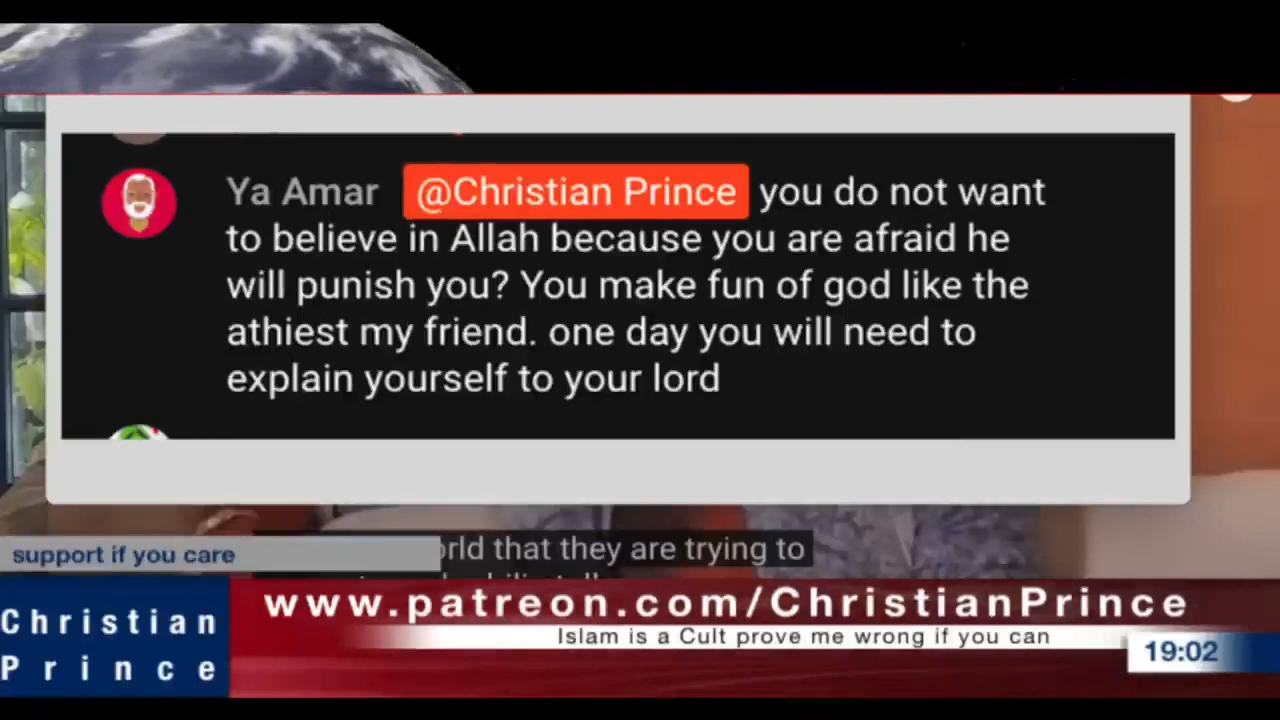 Ya Amar @Christian Prince you do not want
to believe in Allah because you are afraid he
will punish you? You make fun of god like the
athiest my friend. one day you will need to
explain yourself to your lord
that they are trying to
support if you care
www.patreon.com/ChristianPrince
Islam is a Cult prove me wrong if you can
Christian
Prince
19:02